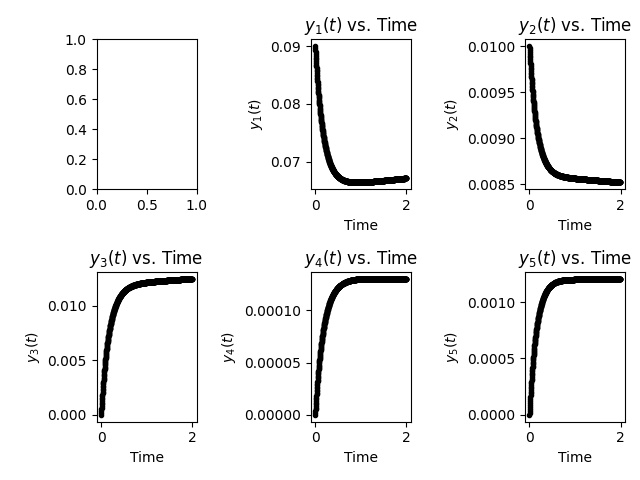 y₁(t) vs. Time
y₂(t) vs. Time
1.0
0.8
0.6
0.4
0.2
0.0
0.0 0.5 1.0
y₁(t)
0.09
0.08
0.07
0 2
Time
y₂(t)
0.0100
0.0095
0.0090
0.0085
0 2
Time
y₃(t) vs. Time
y₄(t) vs. Time
y₅(t) vs. Time
y₃(t)
0.010
0.005
0.000
0 2
Time
y₄(t)
0.00010
0.00005
0.00000
0 2
Time
y₅(t)
0.0010
0.0005
0.0000
0 2
Time